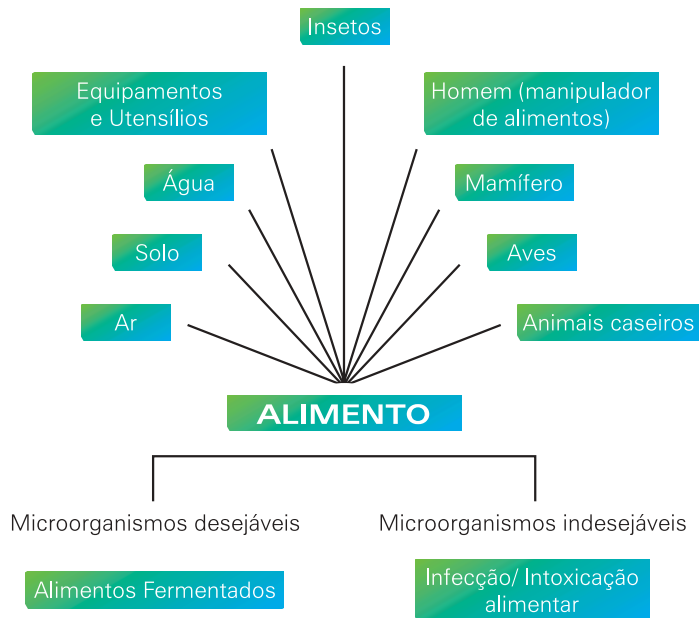 Insetos
Equipamentos
e Utensílios
Homem (manipulador
de alimentos)
Água
Mamífero
Solo
Aves
Ar
Animais caseiros
ALIMENTO
Microorganismos desejáveis
Microorganismos indesejáveis
Alimentos Fermentados
Infecção/ Intoxicação
alimentar